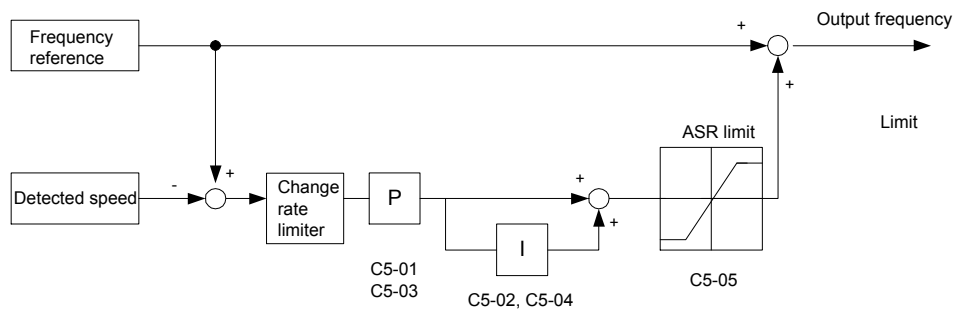 Output frequency
+
Frequency
reference
+
Limit
ASR limit
Detected speed
-
+
Change
rate
limiter
P
+
+
I
C5-01
C5-03
C5-02, C5-04
C5-05